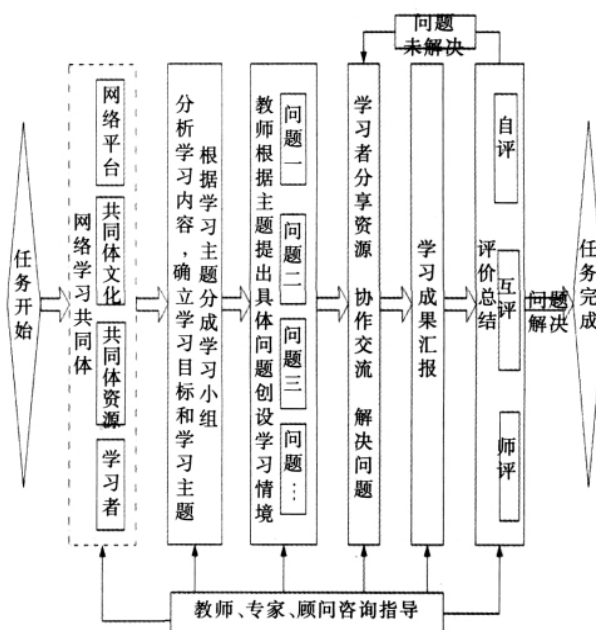 问题
未解决
任务开始
网络学习共同体
网络平台
共同体文化
共同体资源
学习者
分析学习内容，确立学习目标和学习主题
根据学习主题分成学习小组
教师根据主题提出具体问题创设学习情境
问题一
问题二
问题三
问题…
学习者分享资源 协作交流 解决问题
学习成果汇报
评价总结
自评
互评
师评
问题
解决
任务完成
教师、专家、顾问咨询指导